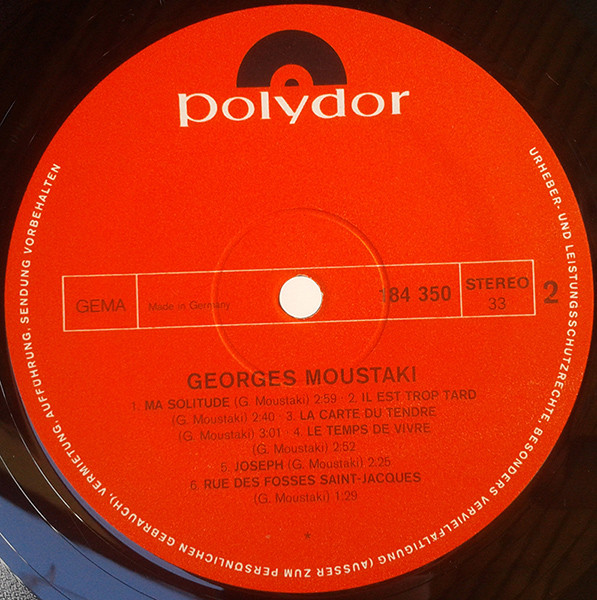 polydor
GEMA
Made in Germany
184 350
STEREO
33
2
GEORGES MOUSTAKI
1. MA SOLITUDE (G. Moustaki) 2:59 · 2. IL EST TROP TARD
(G. Moustaki) 2:40 · 3. LA CARTE DU TENDRE
(G. Moustaki) 3:01 · 4. LE TEMPS DE VIVRE
(G. Moustaki) 2:52
5. JOSEPH (G. Moustaki) 2:25
6. RUE DES FOSSES SAINT-JACQUES
(G. Moustaki) 1:29
*
URHEBER- UND LEISTUNGSSCHUTZRECHTE, BESONDERS VERVIELFÄLTIGUNG (AUSSER ZUM PERSÖNLICHEN GEBRAUCH), VERMIETUNG, AUFFÜHRUNG, SENDUNG VORBEHALTEN